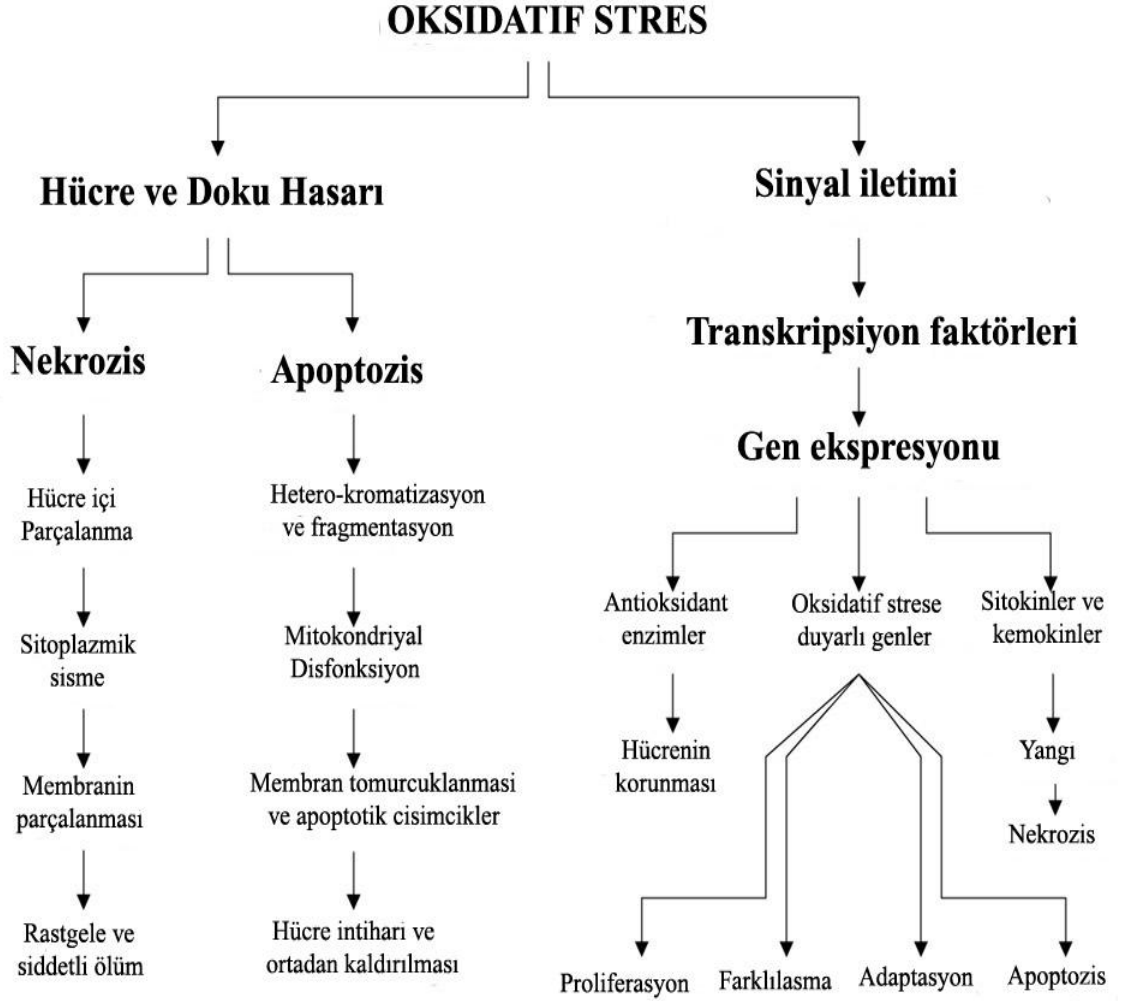 OKSIDATIF STRES
Hücre ve Doku Hasarı
Sinyal iletimi
Transkripsiyon faktörleri
Nekrozis
Apoptozis
Gen ekspresyonu
Hücre içi
Parçalanma
Hetero-kromatizasyon
ve fragmentasyon
Antioksidant
enzimler
Oksidatif strese
duyarlı genler
Sitokinler ve
kemokinler
Sitoplazmik
sisme
Mitokondriyal
Disfonksiyon
Hücrenin
korunması
Yangı
Membranin
parçalanması
Membran tomurcuklanmasi
ve apoptotik cisimcikler
Nekrozis
Rastgele ve
siddetli ölüm
Hücre intihari ve
ortadan kaldırılması
Proliferasyon
Farklılasma
Adaptasyon
Apoptozis